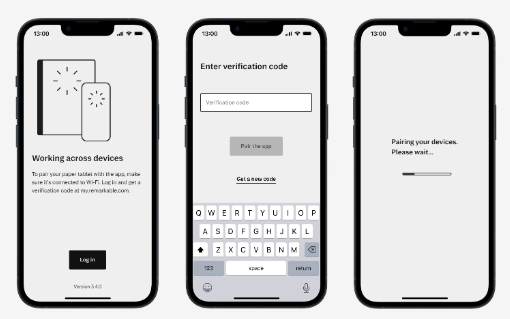 13:00
Working across devices
To pair your paper tablet with the app, make
sure it's connected to Wi-Fi. Log in and get a
verification code at my.remarkable.com.
Log in
Version 3.4.0
13:00
Enter verification code
Verification code
Pair the app
Get a new code
Q W E R T Y U I O P
A S D F G H J K L
Z X C V B N M
123
space
return
13:00
Pairing your devices.
Please wait...